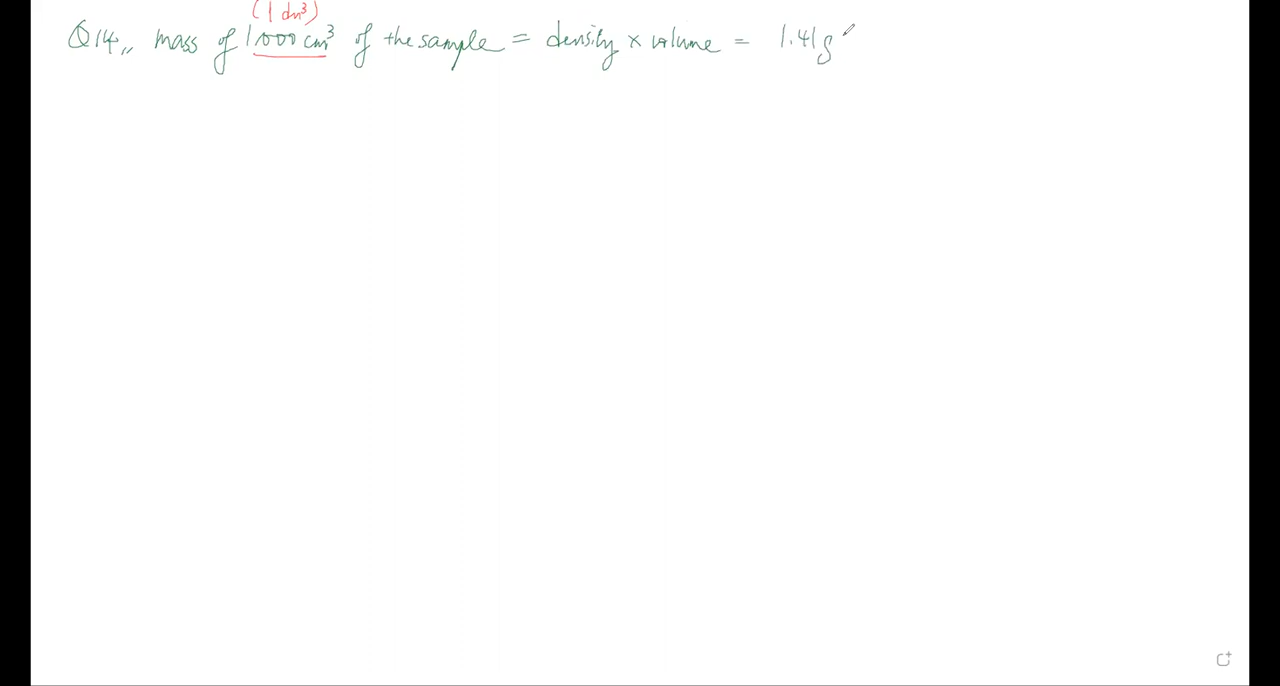 (1 dm³)
Q14,, mass of 1000 cm³ of the sample = density × volume = 1.41g